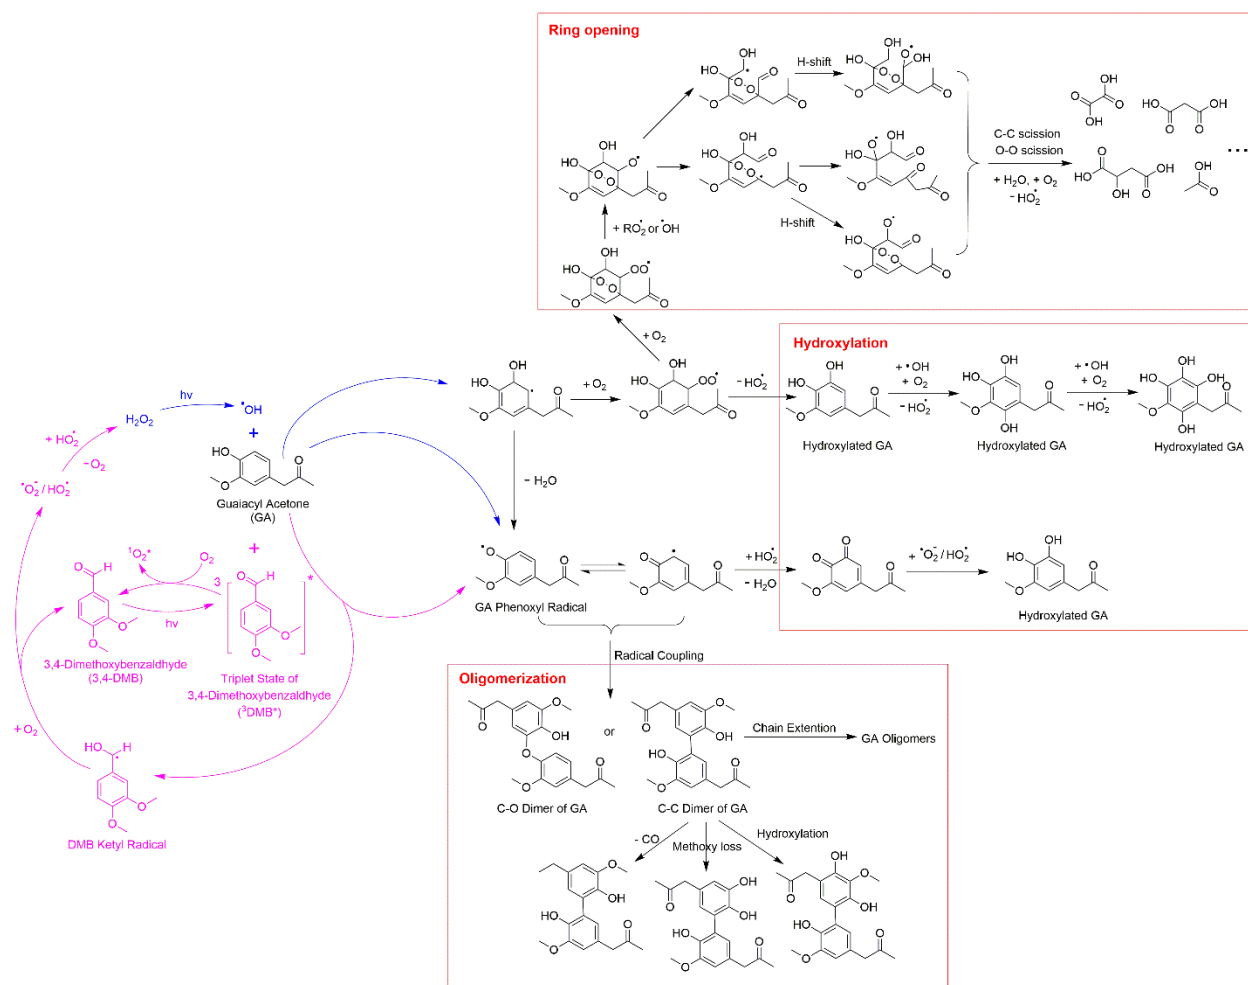 Ring opening
H-shift
H-shift
C-C scission
O-O scission
+ H₂O, + O₂
− HO₂•
...
+ RO₂• or •OH
+ O₂
Hydroxylation
+ O₂
− HO₂•
+ •OH
+ O₂
− HO₂•
+ •OH
+ O₂
− HO₂•
Hydroxylated GA
Hydroxylated GA
Hydroxylated GA
− H₂O
hν
H₂O₂
•OH
+
+ HO₂•
− O₂
•O₂⁻ / HO₂•
Guaiacyl Acetone
(GA)
+
¹O₂*
O₂
3
*
hv
3,4-Dimethoxybenzaldhyde
(3,4-DMB)
Triplet State of
3,4-Dimethoxybenzaldhyde
(³DMB*)
+ O₂
DMB Ketyl Radical
GA Phenoxyl Radical
+ HO₂•
− H₂O
+ •O₂⁻ / HO₂•
Hydroxylated GA
Radical Coupling
Oligomerization
or
Chain Extention
GA Oligomers
C-O Dimer of GA
C-C Dimer of GA
- CO
Methoxy loss
Hydroxylation